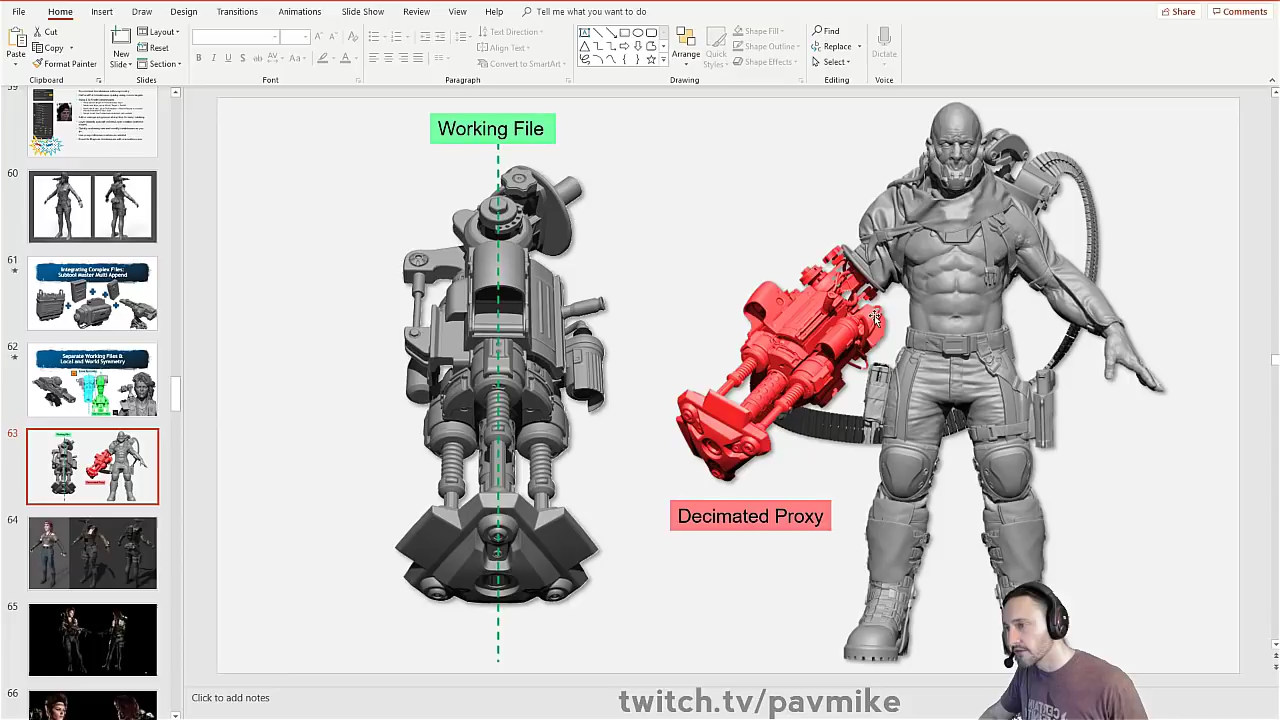 File Home Insert Draw Design Transitions Animations Slide Show Review View Help Tell me what you want to do Share Comments
Cut Layout Text Direction Shape Fill Find
Copy Reset Align Text Shape Outline Replace
Paste Format Painter New Slide Section Convert to SmartArt Arrange Quick Styles Shape Effects Select Dictate
Clipboard Slides Font Paragraph Drawing Editing Voice
Working File
60
61
Integrating Complex Files:
Subtool Master Multi Append
62
Separate Working Files &
Local and World Symmetry
63
Decimated Proxy
64
65
66
Click to add notes
twitch.tv/pavmike